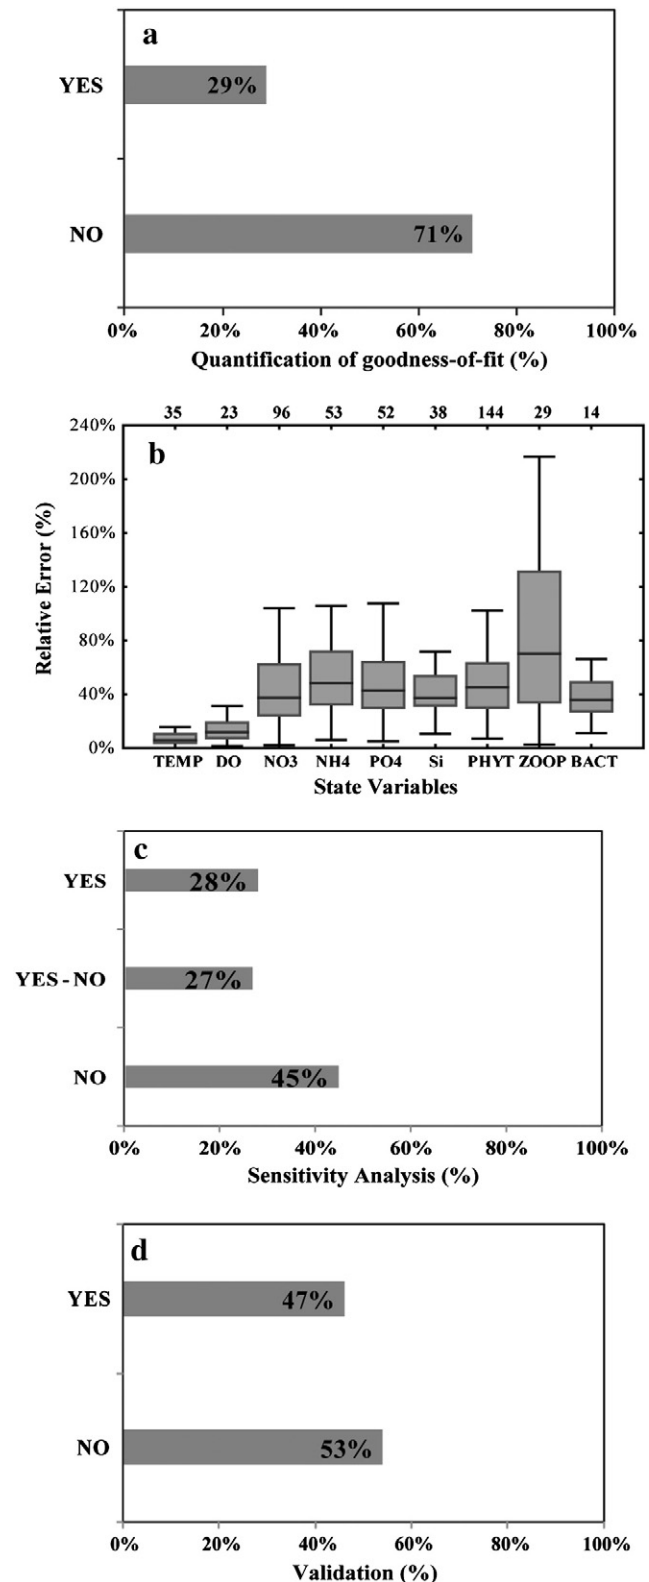 a
YES
29%
NO
71%
0% 20% 40% 60% 80% 100%
Quantification of goodness-of-fit (%)
35 23 96 53 52 38 144 29 14
240%
b
200%
160%
120%
80%
40%
0%
Relative Error (%)
TEMP DO NO3 NH4 PO4 Si PHYT ZOOP BACT
State Variables
c
YES
28%
YES - NO
27%
NO
45%
0% 20% 40% 60% 80% 100%
Sensitivity Analysis (%)
d
YES
47%
NO
53%
0% 20% 40% 60% 80% 100%
Validation (%)